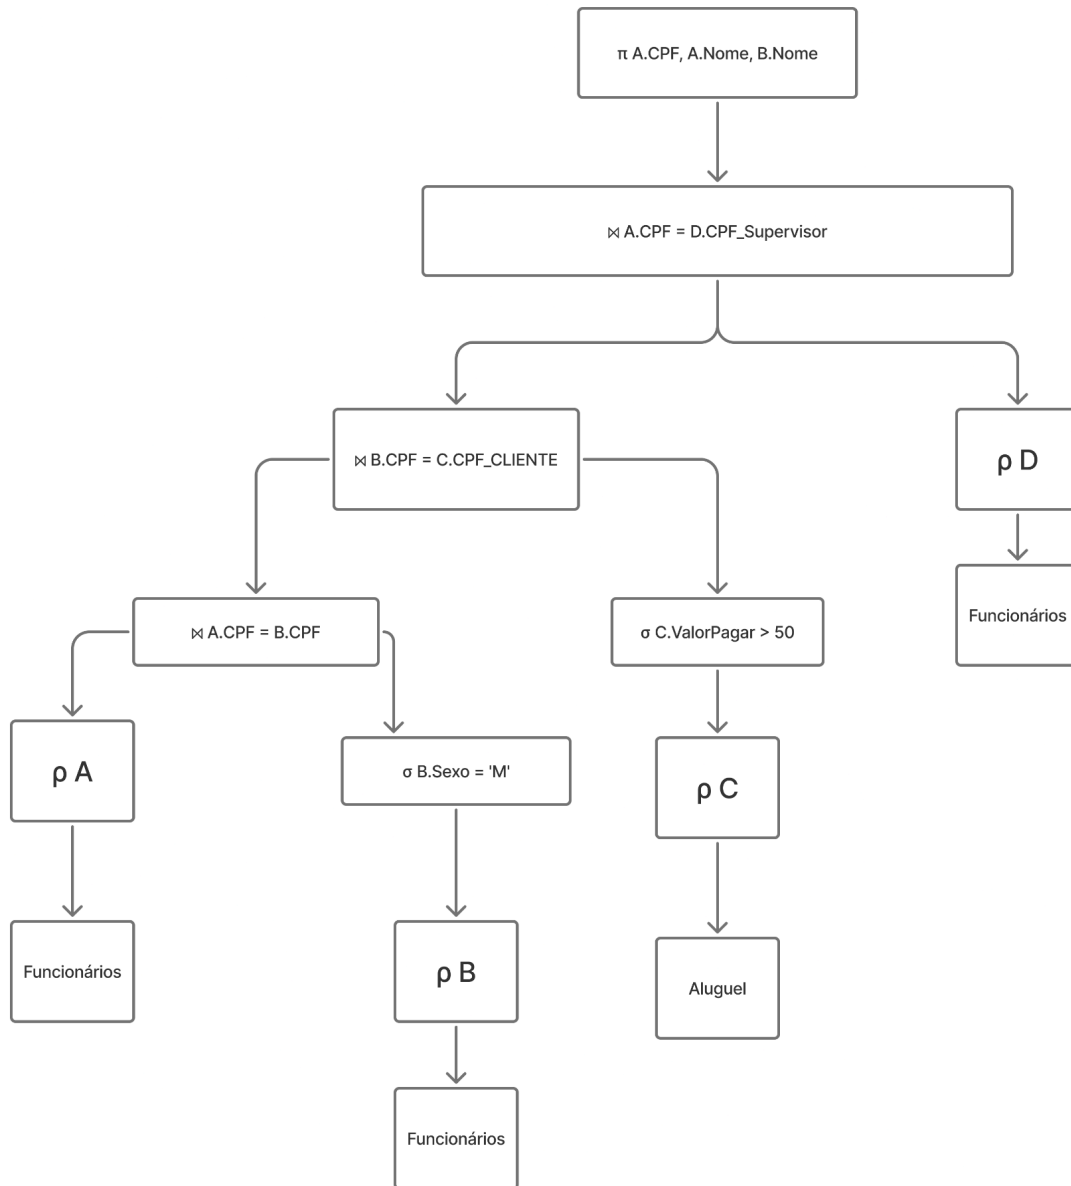 π A.CPF, A.Nome, B.Nome
⋈ A.CPF = D.CPF_Supervisor
⋈ B.CPF = C.CPF_CLIENTE
ρ D
⋈ A.CPF = B.CPF
σ C.ValorPagar > 50
Funcionários
ρ A
σ B.Sexo = 'M'
ρ C
Funcionários
ρ B
Aluguel
Funcionários